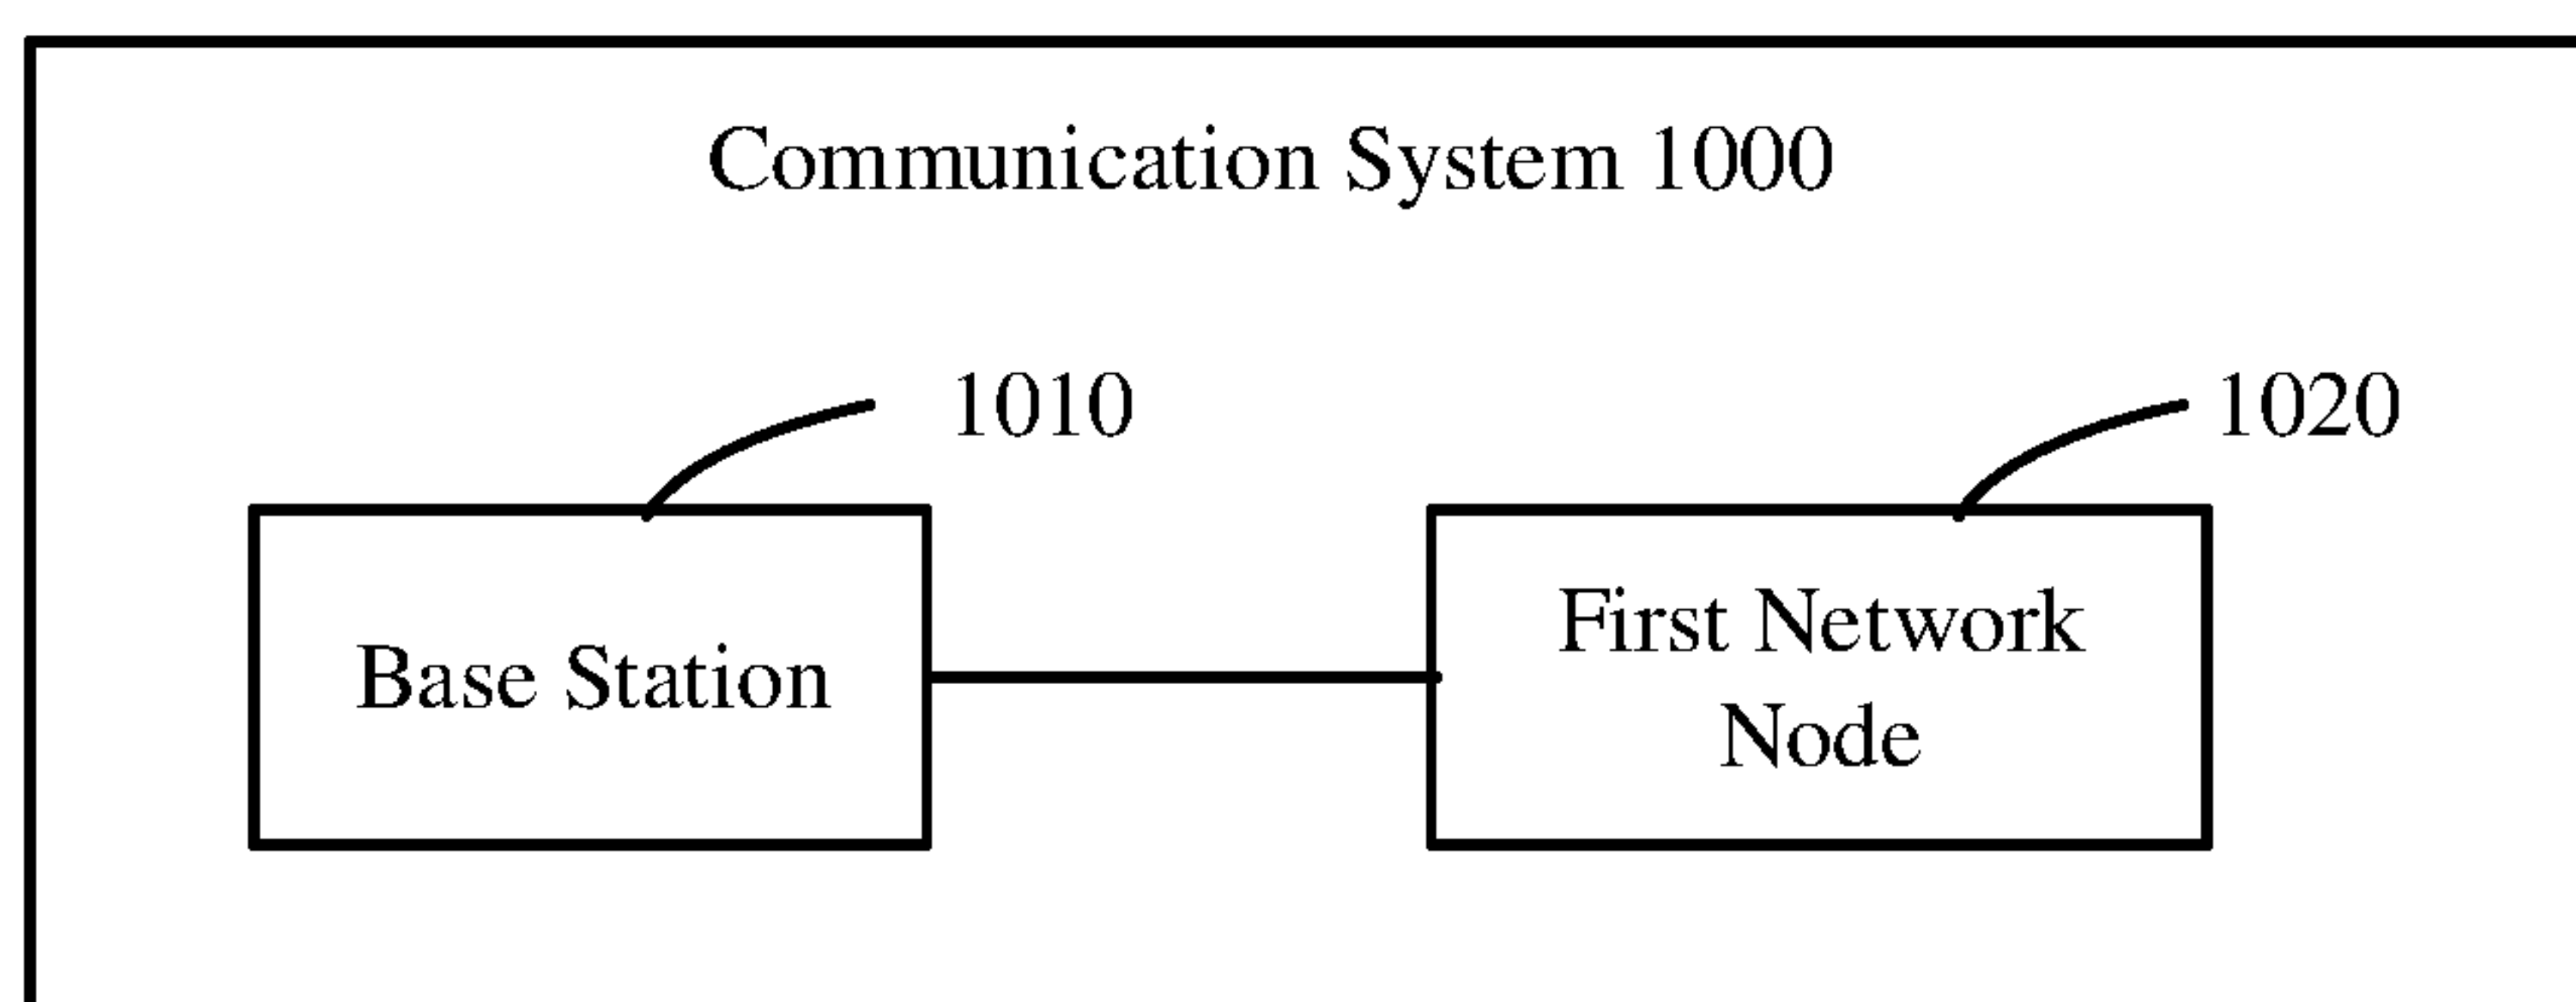 Communication System 1000
1010
1020
Base Station
First Network
Node